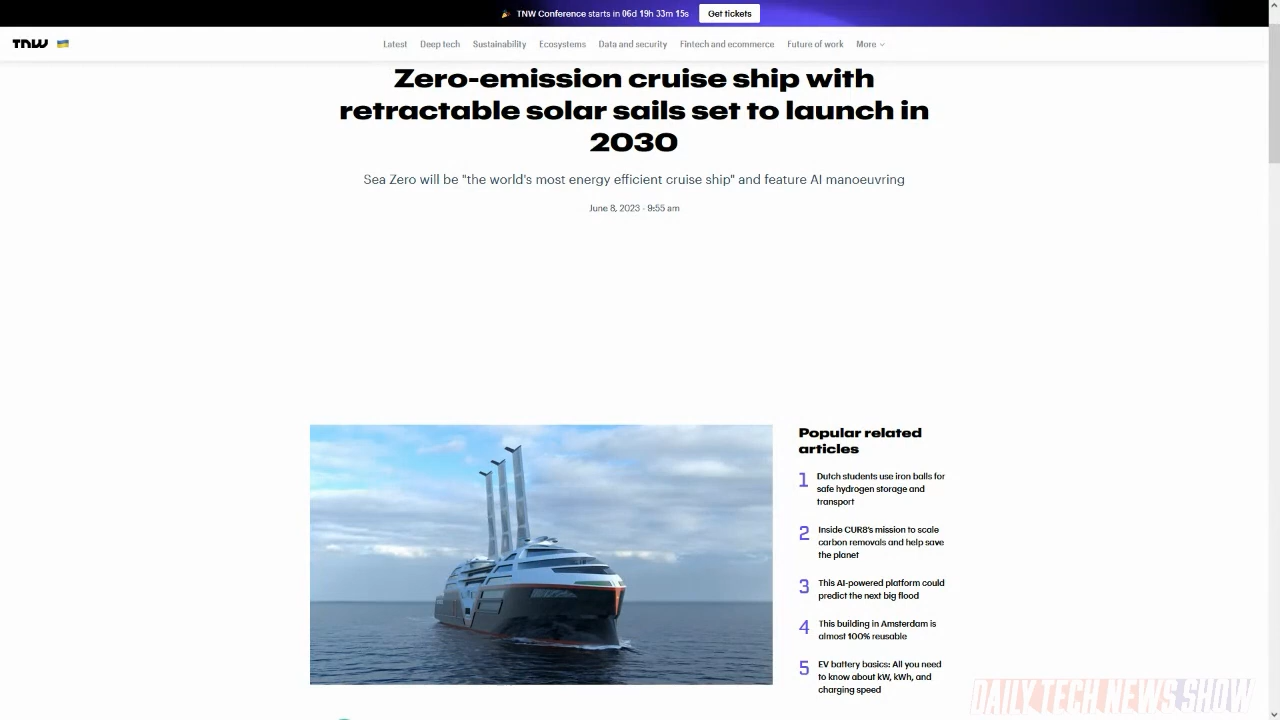 TNW Conference starts in 06d 19h 33m 15s
Get tickets
TNW
Latest
Deep tech
Sustainability
Ecosystems
Data and security
Fintech and ecommerce
Future of work
More
Zero-emission cruise ship with
retractable solar sails set to launch in
2030
Sea Zero will be "the world's most energy efficient cruise ship" and feature AI manoeuvring
June 8, 2023 - 9:55 am
Popular related
articles
1 Dutch students use iron balls for
safe hydrogen storage and
transport
2 Inside CUR8's mission to scale
carbon removals and help save
the planet
3 This AI-powered platform could
predict the next big flood
4 This building in Amsterdam is
almost 100% reusable
5 EV battery basics: All you need
to know about kW, kWh, and
charging speed
DAILY TECH NEWS SHOW